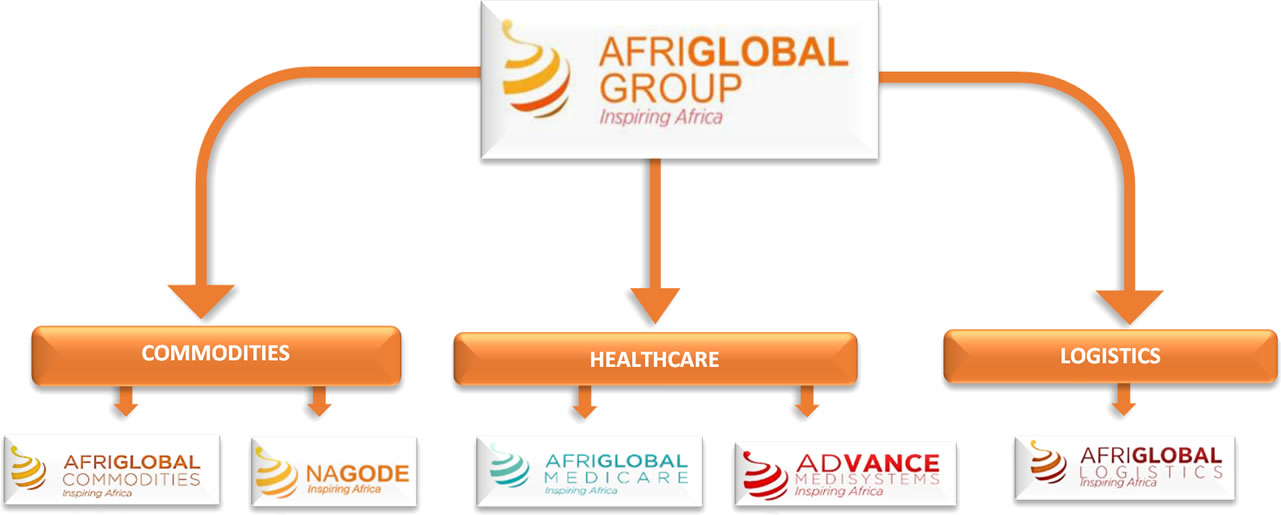 AFRIGLOBAL
GROUP
Inspiring Africa
COMMODITIES
HEALTHCARE
LOGISTICS
AFRIGLOBAL
COMMODITIES
Inspiring Africa
NAGODE
Inspiring Africa
AFRIGLOBAL
MEDICARE
Inspiring Africa
ADVANCE
MEDISYSTEMS
Inspiring Africa
AFRIGLOBAL
LOGISTICS
Inspiring Africa